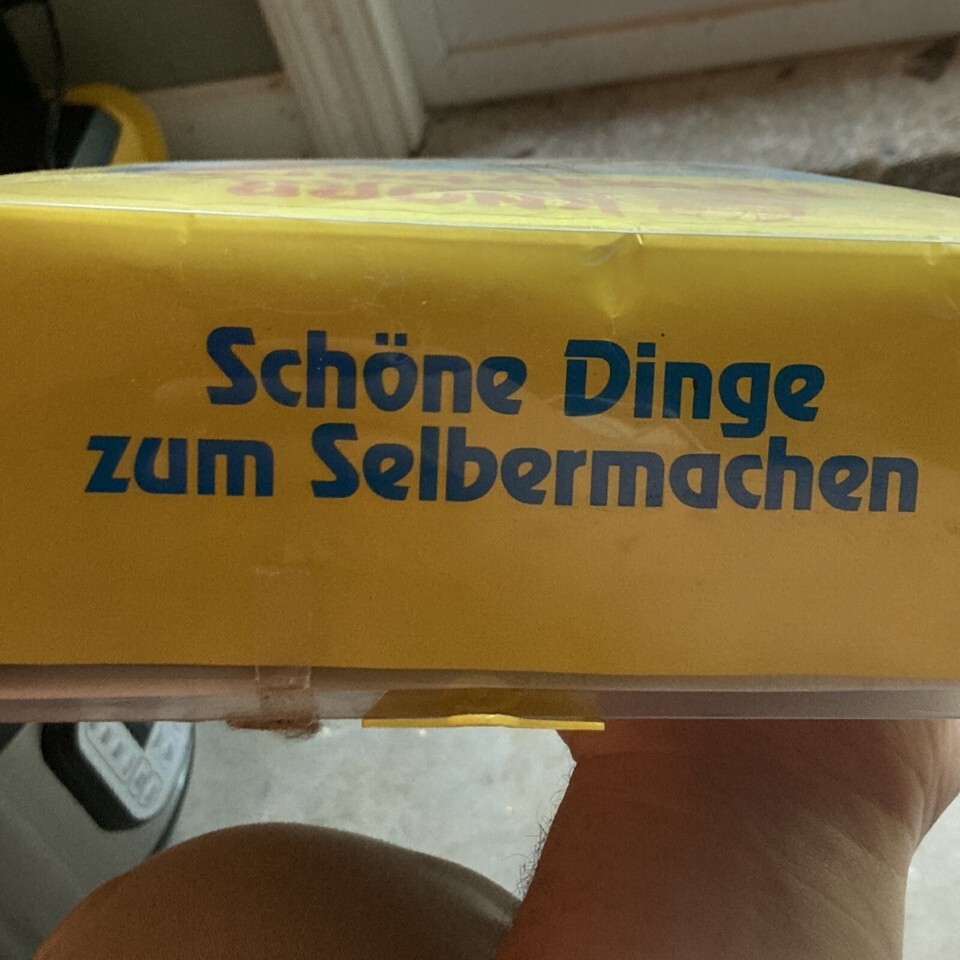 Schöne Dinge
zum Selbermachen